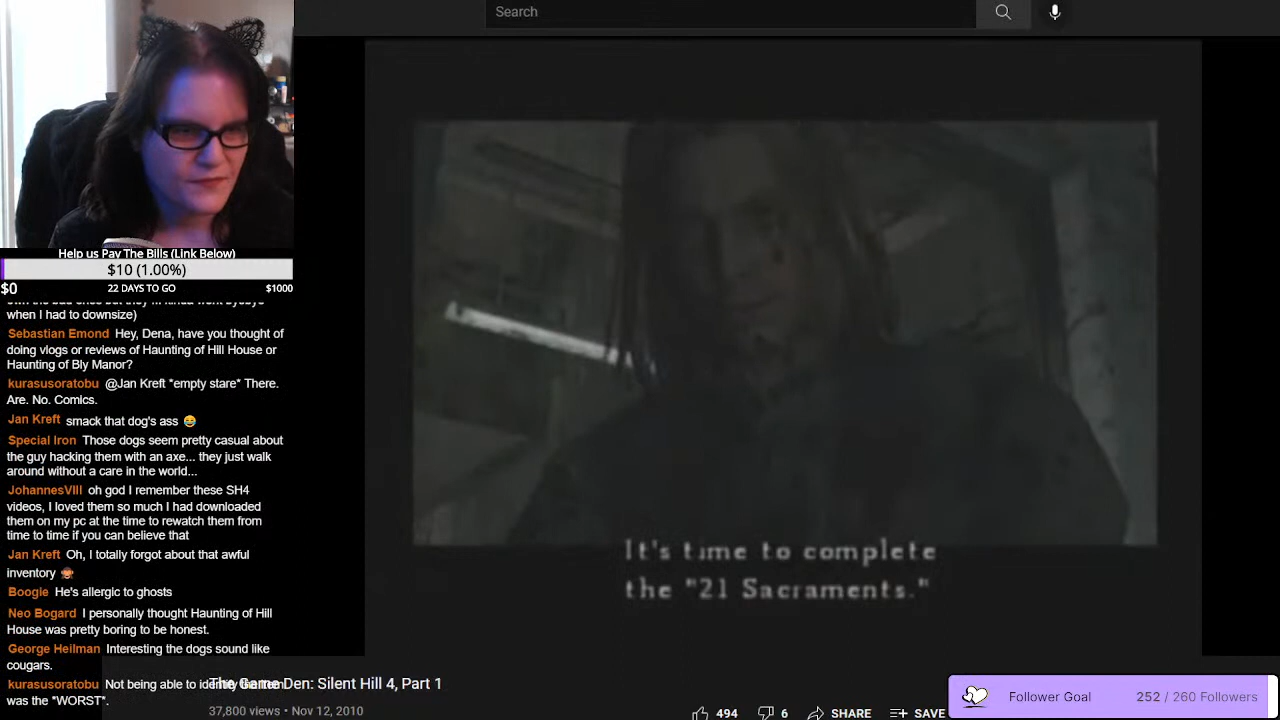 Search
Help us Pay The Bills (Link Below)
$10 (1.00%)
$0 22 DAYS TO GO $1000
when I had to downsize)
Sebastian Emond Hey, Dena, have you thought of
doing vlogs or reviews of Haunting of Hill House or
Haunting of Bly Manor?
kurasusoratobu @Jan Kreft *empty stare* There.
Are. No. Comics.
Jan Kreft smack that dog's ass 😂
Special Iron Those dogs seem pretty casual about
the guy hacking them with an axe... they just walk
around without a care in the world...
JohannesVIII oh god I remember these SH4
videos, I loved them so much I had downloaded
them on my pc at the time to rewatch them from
time to time if you can believe that
Jan Kreft Oh, I totally forgot about that awful
inventory
Boogie He's allergic to ghosts
Neo Bogard I personally thought Haunting of Hill
House was pretty boring to be honest.
George Heilman Interesting the dogs sound like
cougars.
kurasusoratobu Not being able to identify
was the *WORST*.
It's time to complete
the "21 Sacraments."
The Game Den: Silent Hill 4, Part 1
37,800 views • Nov 12, 2010
494 6 SHARE SAVE
Follower Goal 252 / 260 Followers